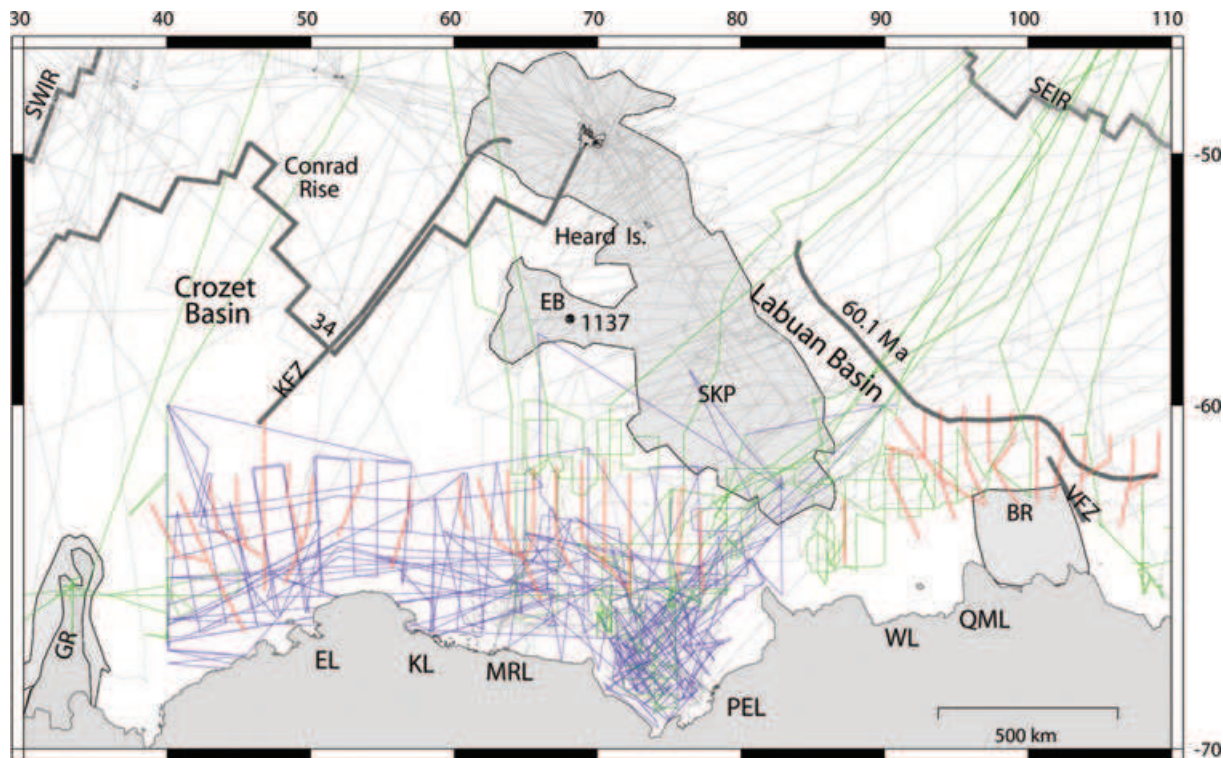 30 40 50 60 70 80 90 100 110
SWIR
SEIR
-50
Conrad
Rise
Heard Is.
Crozet
Basin
EB
1137
34
KFZ
Labuan Basin
60.1 Ma
SKP
-60
VFZ
BR
GR
EL
KL
MRL
PEL
WL
QML
500 km
-70